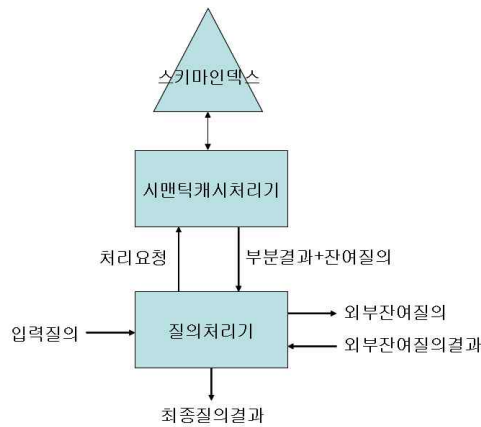 스키마인덱스
시맨틱캐시처리기
처리요청
부분결과+잔여질의
입력질의
질의처리기
외부잔여질의
외부잔여질의결과
최종질의결과